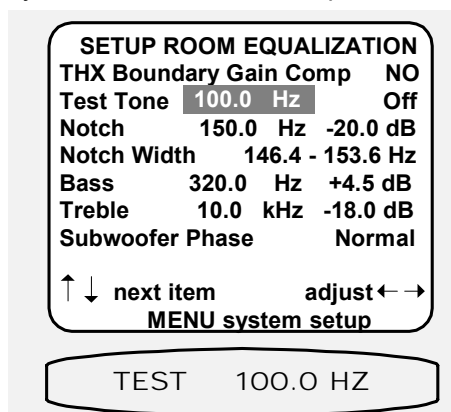 SETUP ROOM EQUALIZATION
THX Boundary Gain Comp NO
Test Tone 100.0 Hz Off
Notch 150.0 Hz -20.0 dB
Notch Width 146.4 - 153.6 Hz
Bass 320.0 Hz +4.5 dB
Treble 10.0 kHz -18.0 dB
Subwoofer Phase Normal
↑↓ next item adjust ←→
MENU system setup
TEST 100.0 HZ